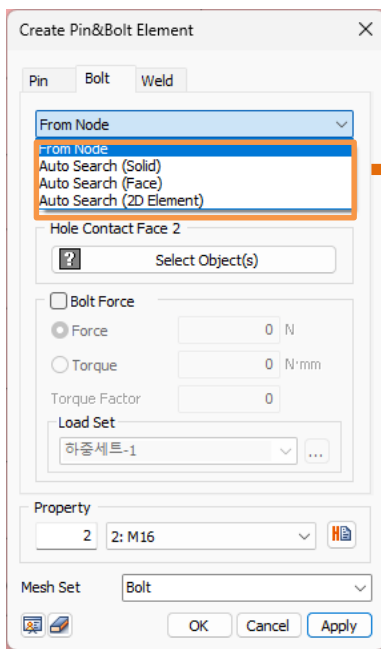 Create Pin&Bolt Element
Pin Bolt Weld
From Node
From Node
Auto Search (Solid)
Auto Search (Face)
Auto Search (2D Element)
Hole Contact Face 2
? Select Object(s)
Bolt Force
Force 0 N
Torque 0 N·mm
Torque Factor 0
Load Set
하중세트-1 ...
Property
2 2: M16
Mesh Set Bolt
OK Cancel Apply